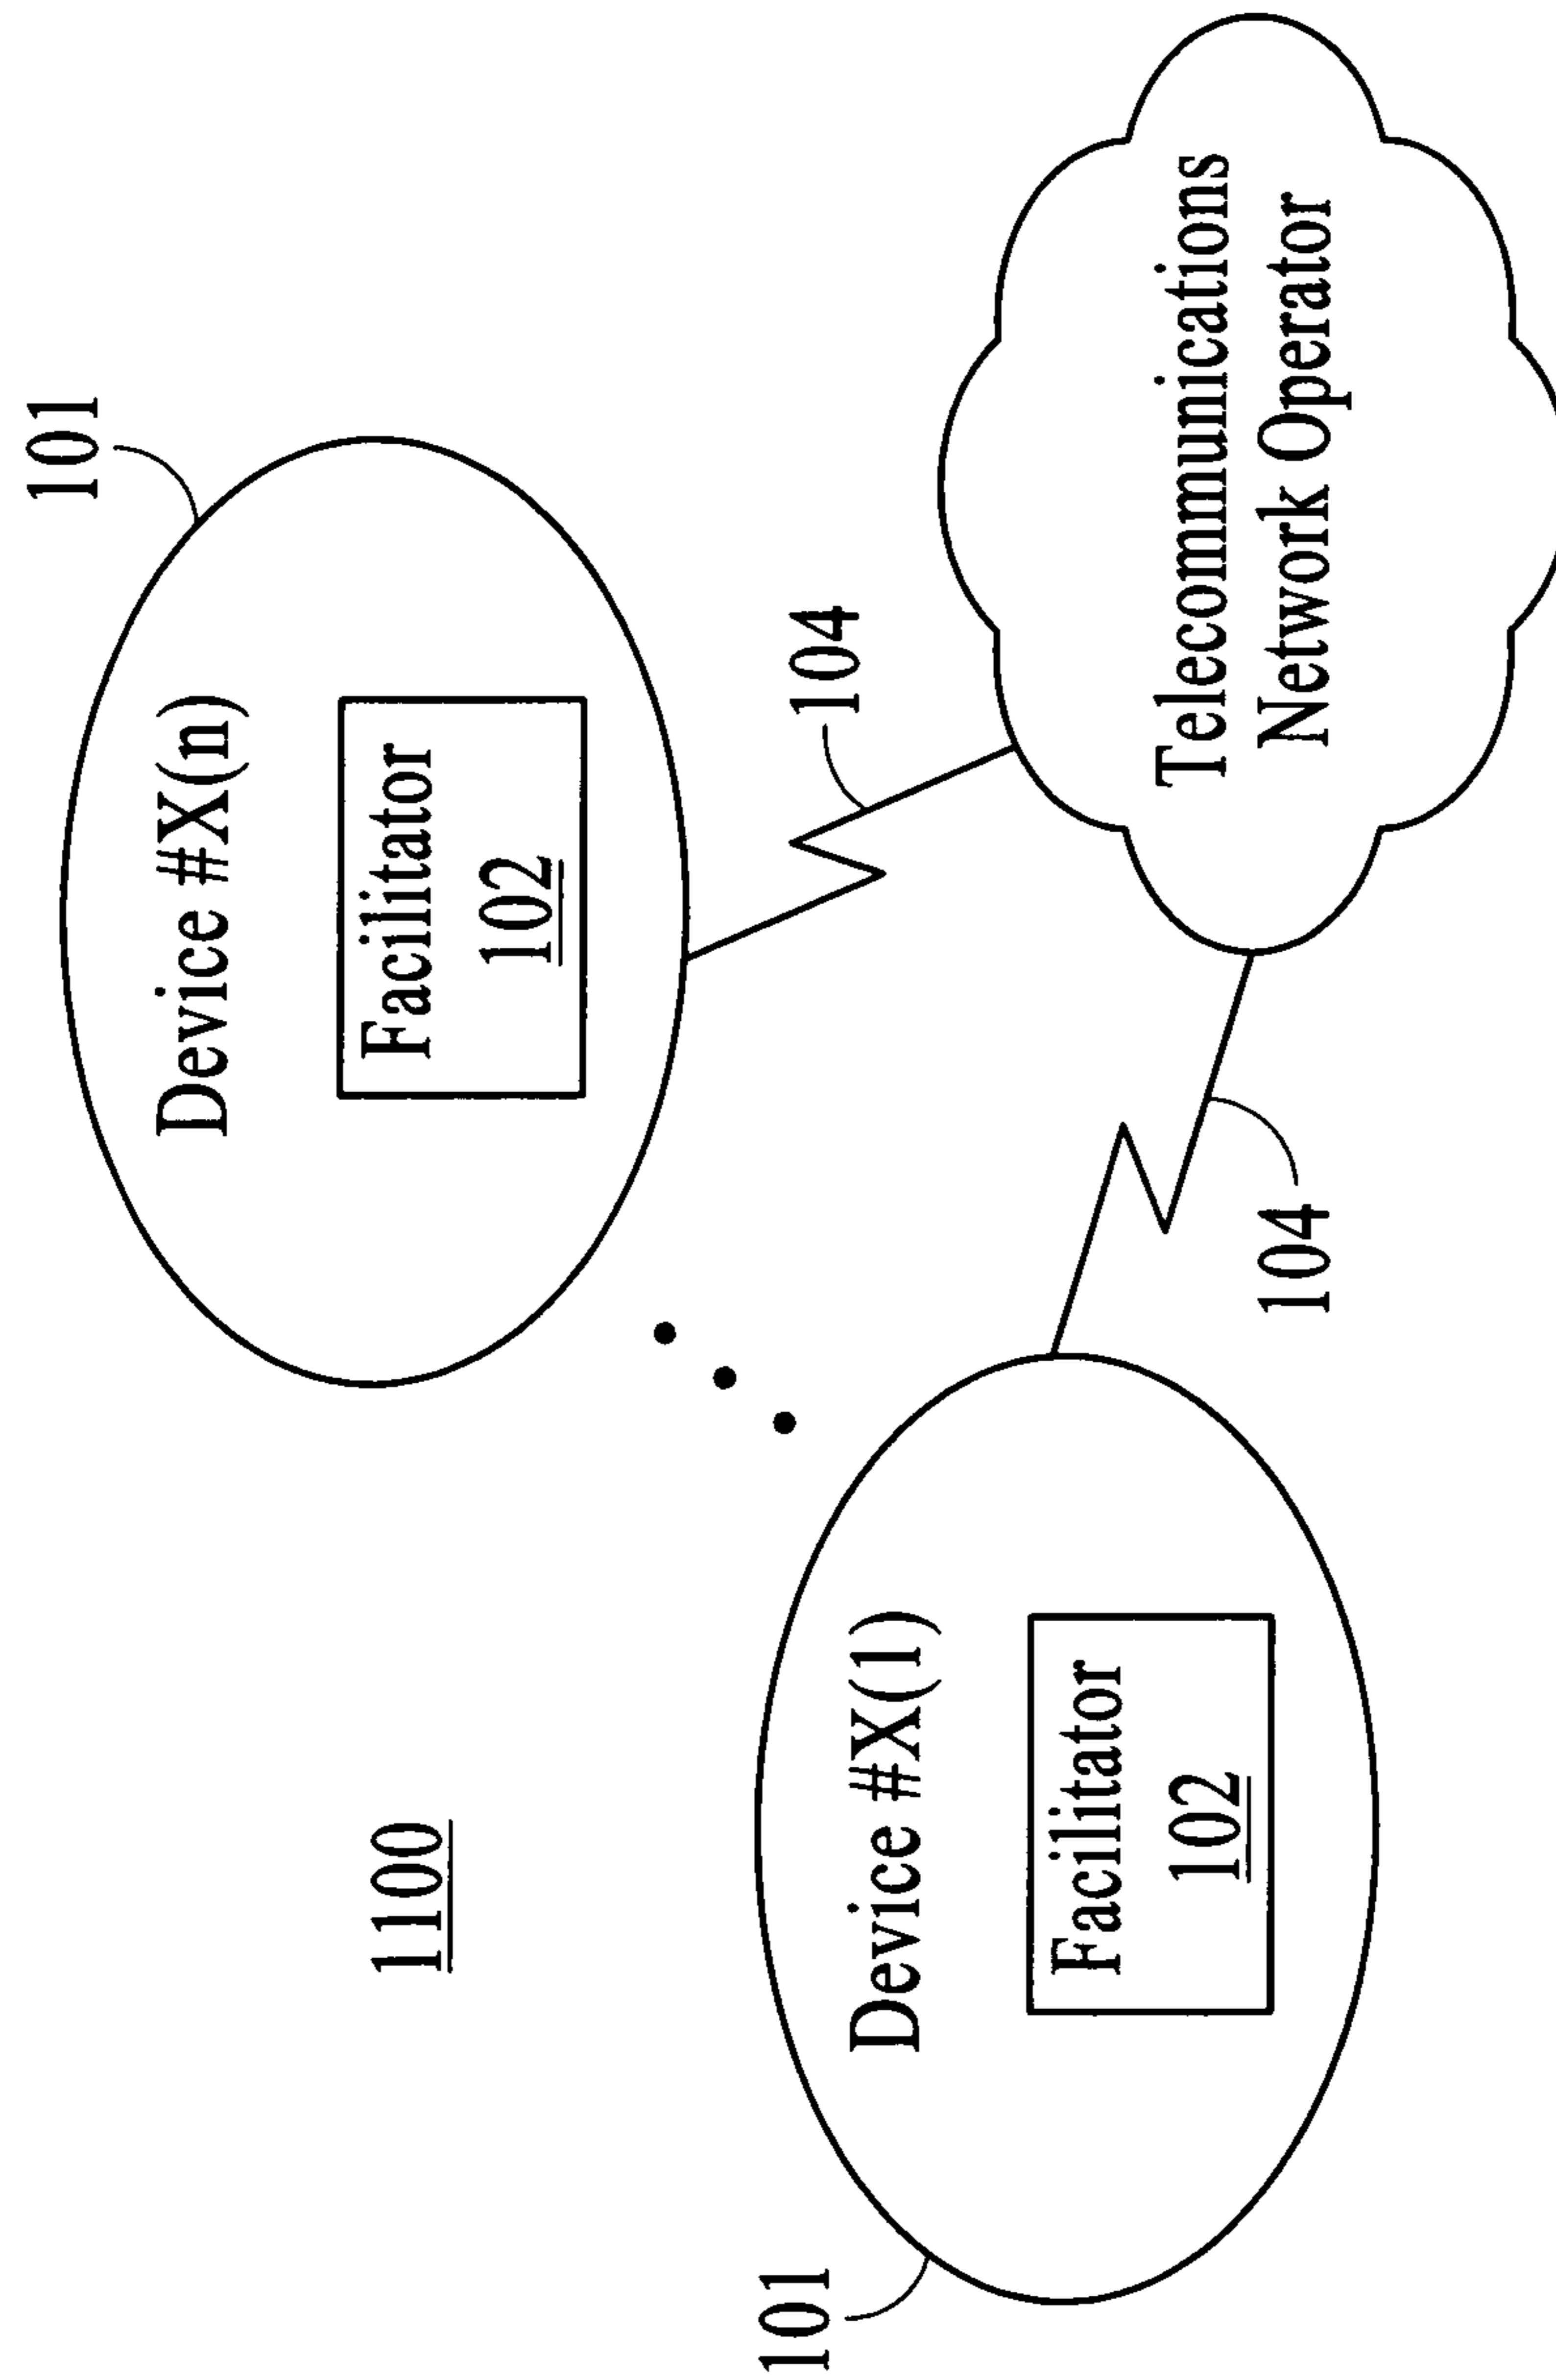 101
Device #X(n)
Facilitator
102
1100
104
Device #X(1)
Facilitator
102
101
104
Telecommunications
Network Operator